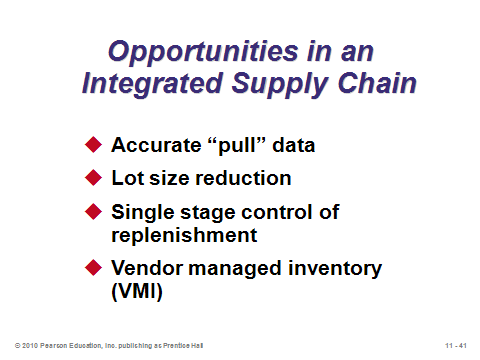 Opportunities in an
Integrated Supply Chain
Accurate “pull” data
Lot size reduction
Single stage control of
replenishment
Vendor managed inventory
(VMI)
© 2010 Pearson Education, Inc. publishing as Prentice Hall
11 - 41